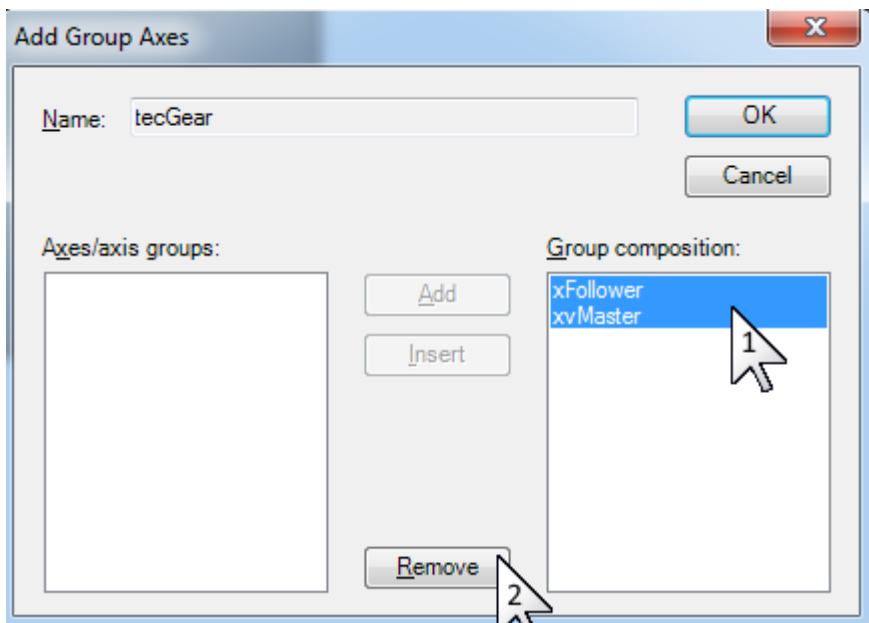 Add Group Axes
x
Name: tecGear
OK
Cancel
Axes/axis groups:
Group composition:
Add
Insert
xFollower
xvMaster
1
Remove
2